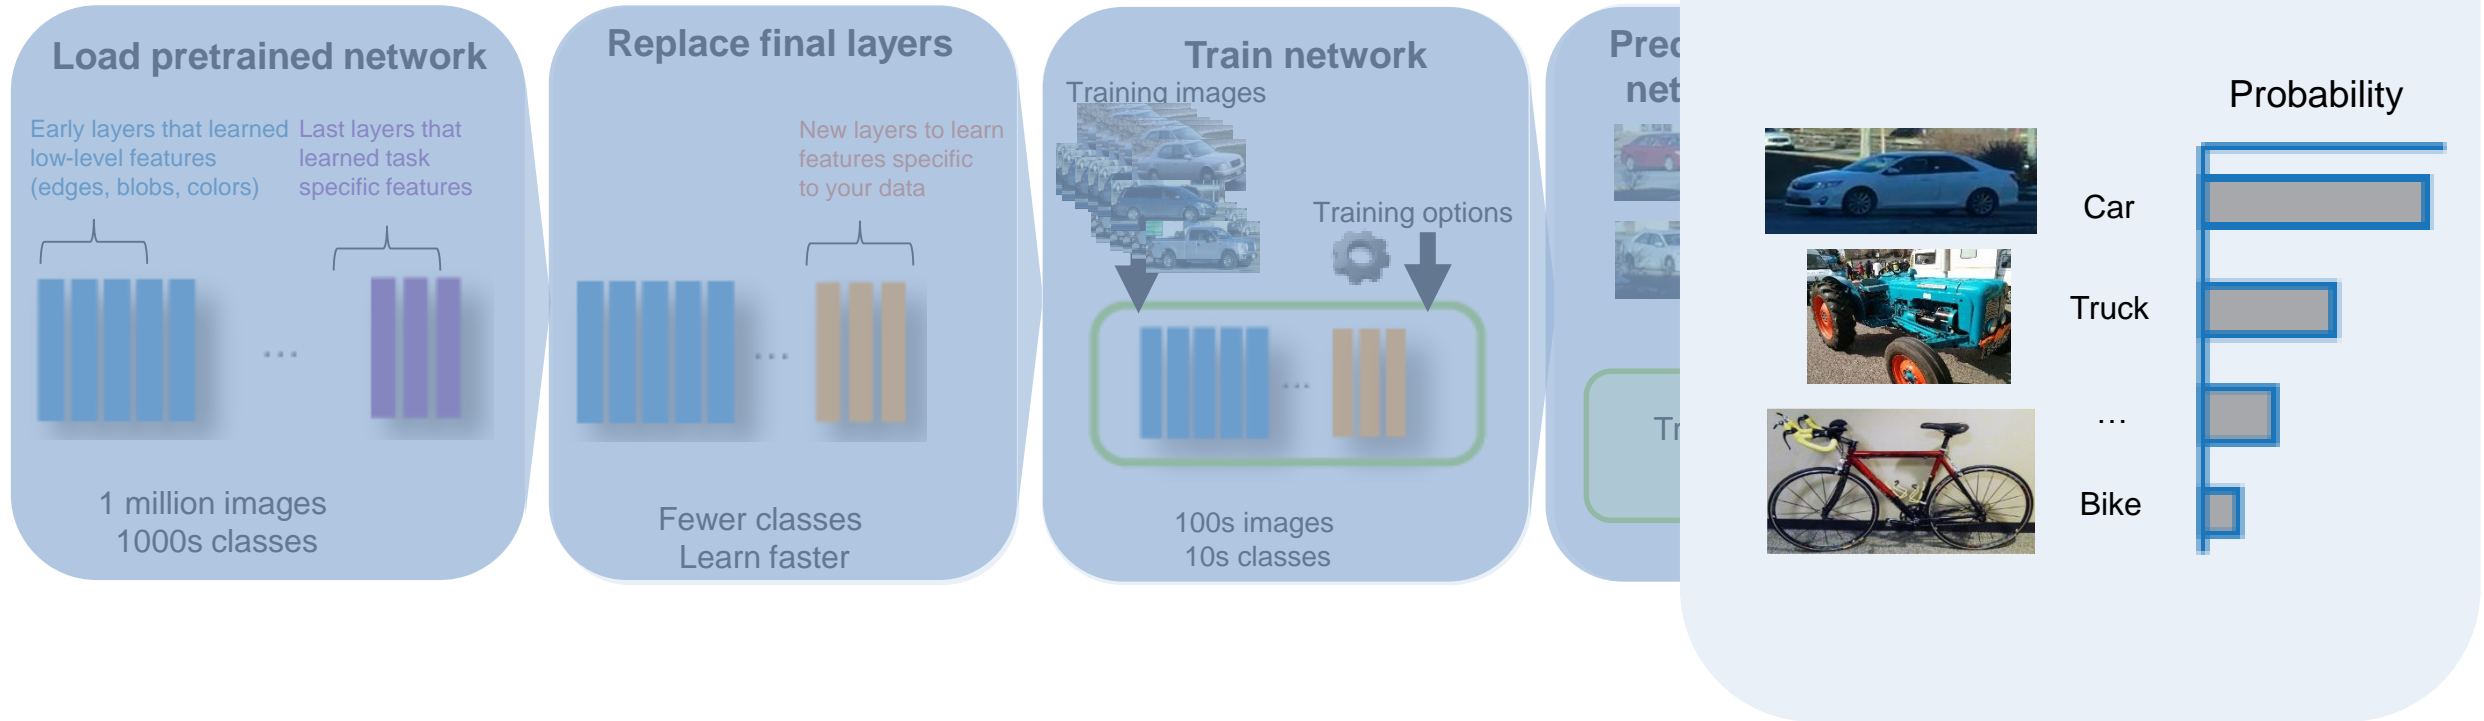 Load pretrained network
Early layers that learned
low-level features
(edges, blobs, colors)
Last layers that
learned task
specific features
...
1 million images
1000s classes
Replace final layers
New layers to learn
features specific
to your data
...
Fewer classes
Learn faster
Train network
Training images
Training options
...
100s images
10s classes
Probability
Car
Truck
...
Bike